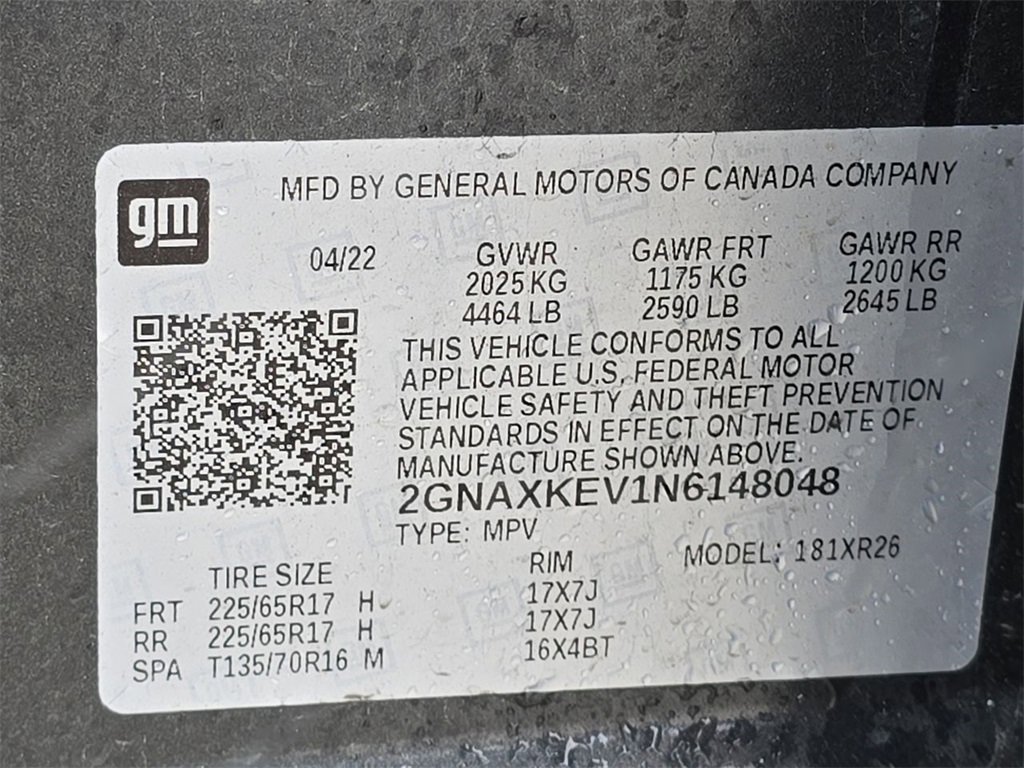 gm
MFD BY GENERAL MOTORS OF CANADA COMPANY
04/22 GVWR GAWR FRT GAWR RR
2025 KG 1175 KG 1200 KG
4464 LB 2590 LB 2645 LB
THIS VEHICLE CONFORMS TO ALL
APPLICABLE U.S. FEDERAL MOTOR
VEHICLE SAFETY AND THEFT PREVENTION
STANDARDS IN EFFECT ON THE DATE OF
MANUFACTURE SHOWN ABOVE.
2GNAXKEV1N6148048
TYPE: MPV MODEL: 181XR26
TIRE SIZE RIM
FRT 225/65R17 H 17X7J
RR 225/65R17 H 17X7J
SPA T135/70R16 M 16X4BT